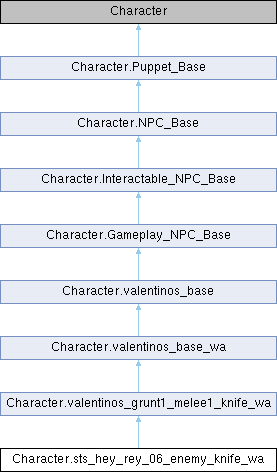 Character
Character.Puppet_Base
Character.NPC_Base
Character.Interactable_NPC_Base
Character.Gameplay_NPC_Base
Character.valentinos_base
Character.valentinos_base_wa
Character.valentinos_grunt1_melee1_knife_wa
Character.sts_hey_rey_06_enemy_knife_wa